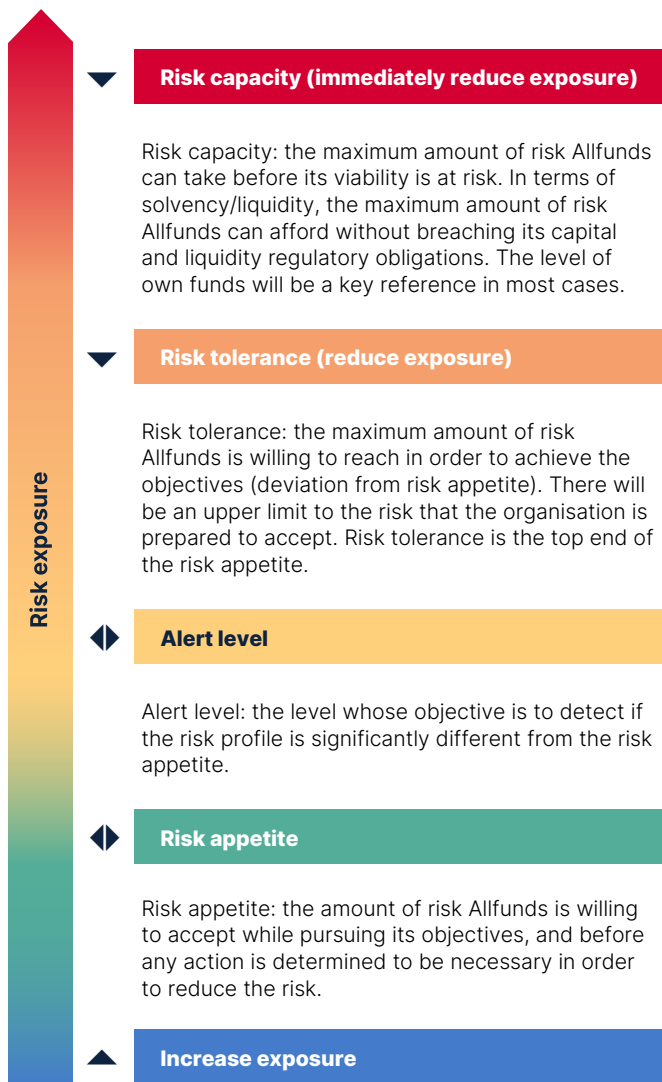 Risk exposure
Risk capacity (immediately reduce exposure)
Risk capacity: the maximum amount of risk Allfunds
can take before its viability is at risk. In terms of
solvency/liquidity, the maximum amount of risk
Allfunds can afford without breaching its capital
and liquidity regulatory obligations. The level of
own funds will be a key reference in most cases.
Risk tolerance (reduce exposure)
Risk tolerance: the maximum amount of risk
Allfunds is willing to reach in order to achieve the
objectives (deviation from risk appetite). There will
be an upper limit to the risk that the organisation is
prepared to accept. Risk tolerance is the top end of
the risk appetite.
Alert level
Alert level: the level whose objective is to detect if
the risk profile is significantly different from the risk
appetite.
Risk appetite
Risk appetite: the amount of risk Allfunds is willing
to accept while pursuing its objectives, and before
any action is determined to be necessary in order
to reduce the risk.
Increase exposure